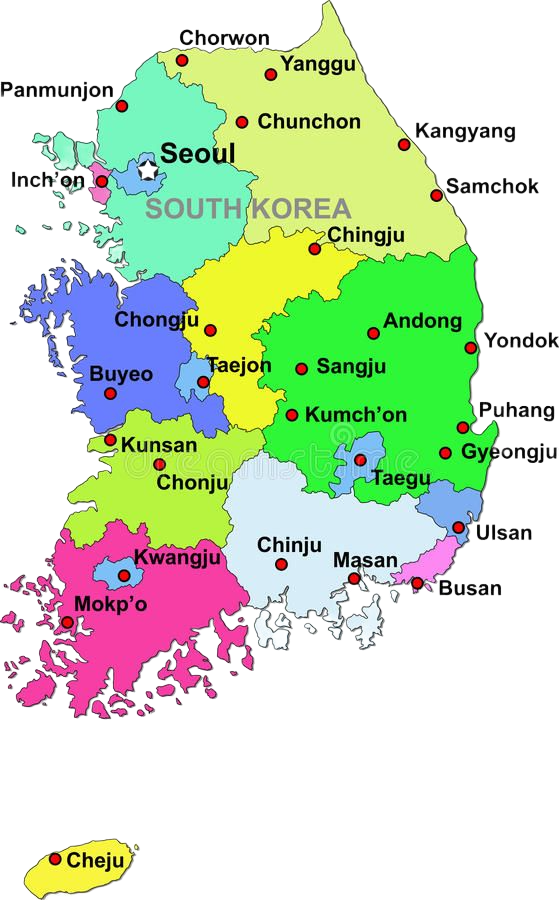 Chorwon
Yanggu
Panmunjon
Chunchon
Kangyang
Seoul
Inch'on
Samchok
SOUTH KOREA
Chingju
Chongju
Andong
Yondok
Taejon
Sangju
Buyeo
Puhang
Kumch'on
Kunsan
Gyeongju
Chonju
Taegu
Ulsan
Chinju
Kwangju
Masan
Busan
Mokp'o
Cheju